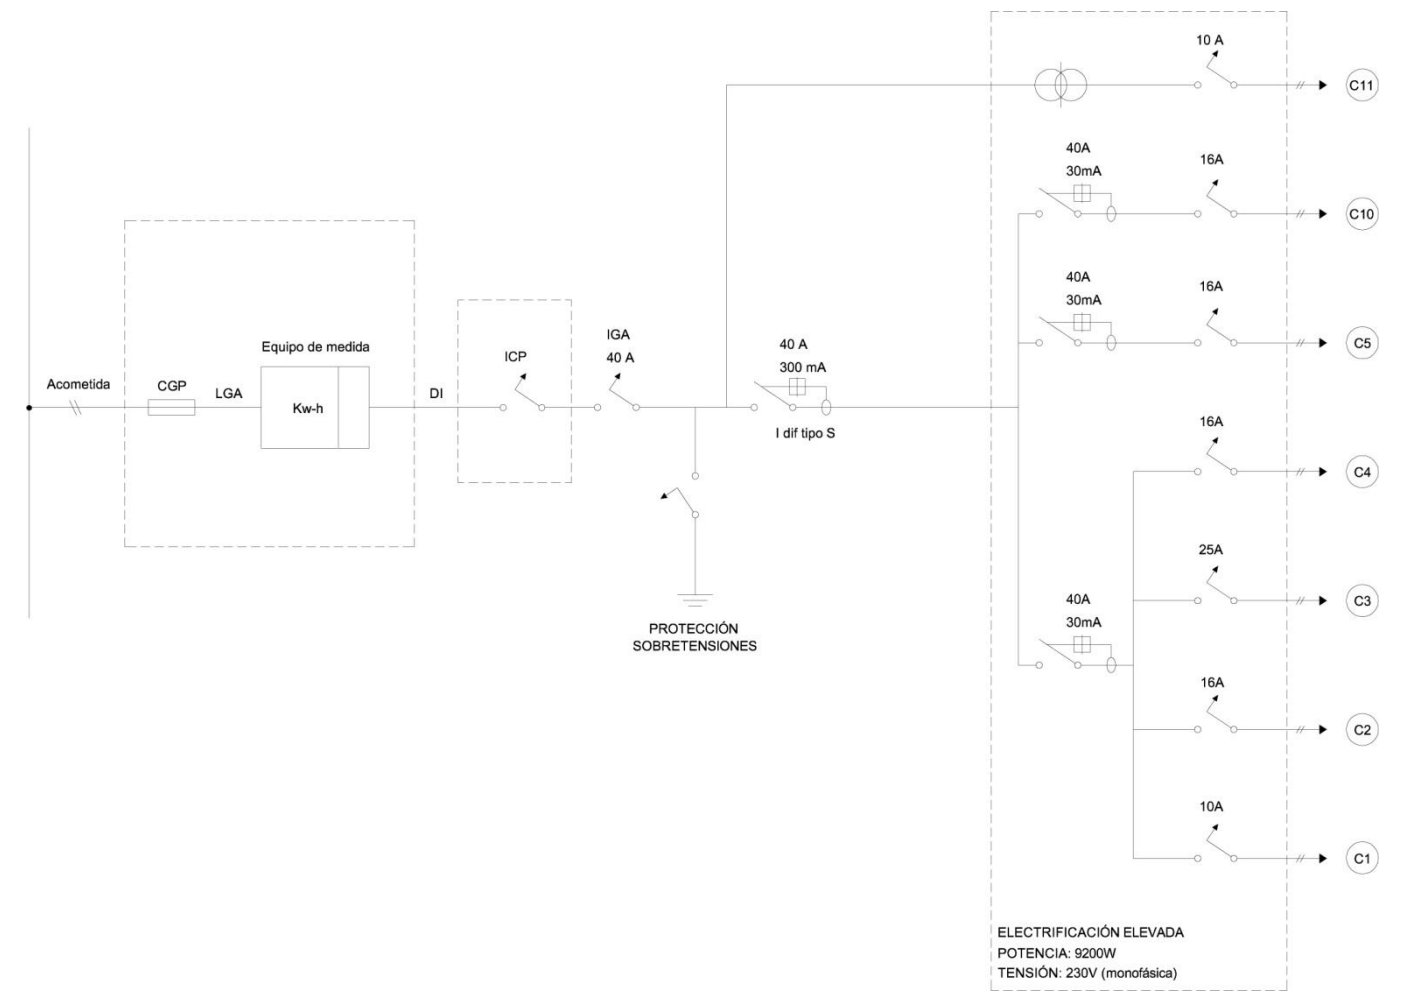 10 A
C11
40A
30mA
16A
C10
40A
30mA
16A
C5
Acometida
CGP
LGA
Equipo de medida
Kw-h
DI
ICP
IGA
40 A
40 A
300 mA
I dif tipo S
PROTECCIÓN
SOBRETENSIONES
16A
C4
25A
C3
40A
30mA
16A
C2
10A
C1
ELECTRIFICACIÓN ELEVADA
POTENCIA: 9200W
TENSIÓN: 230V (monofásica)